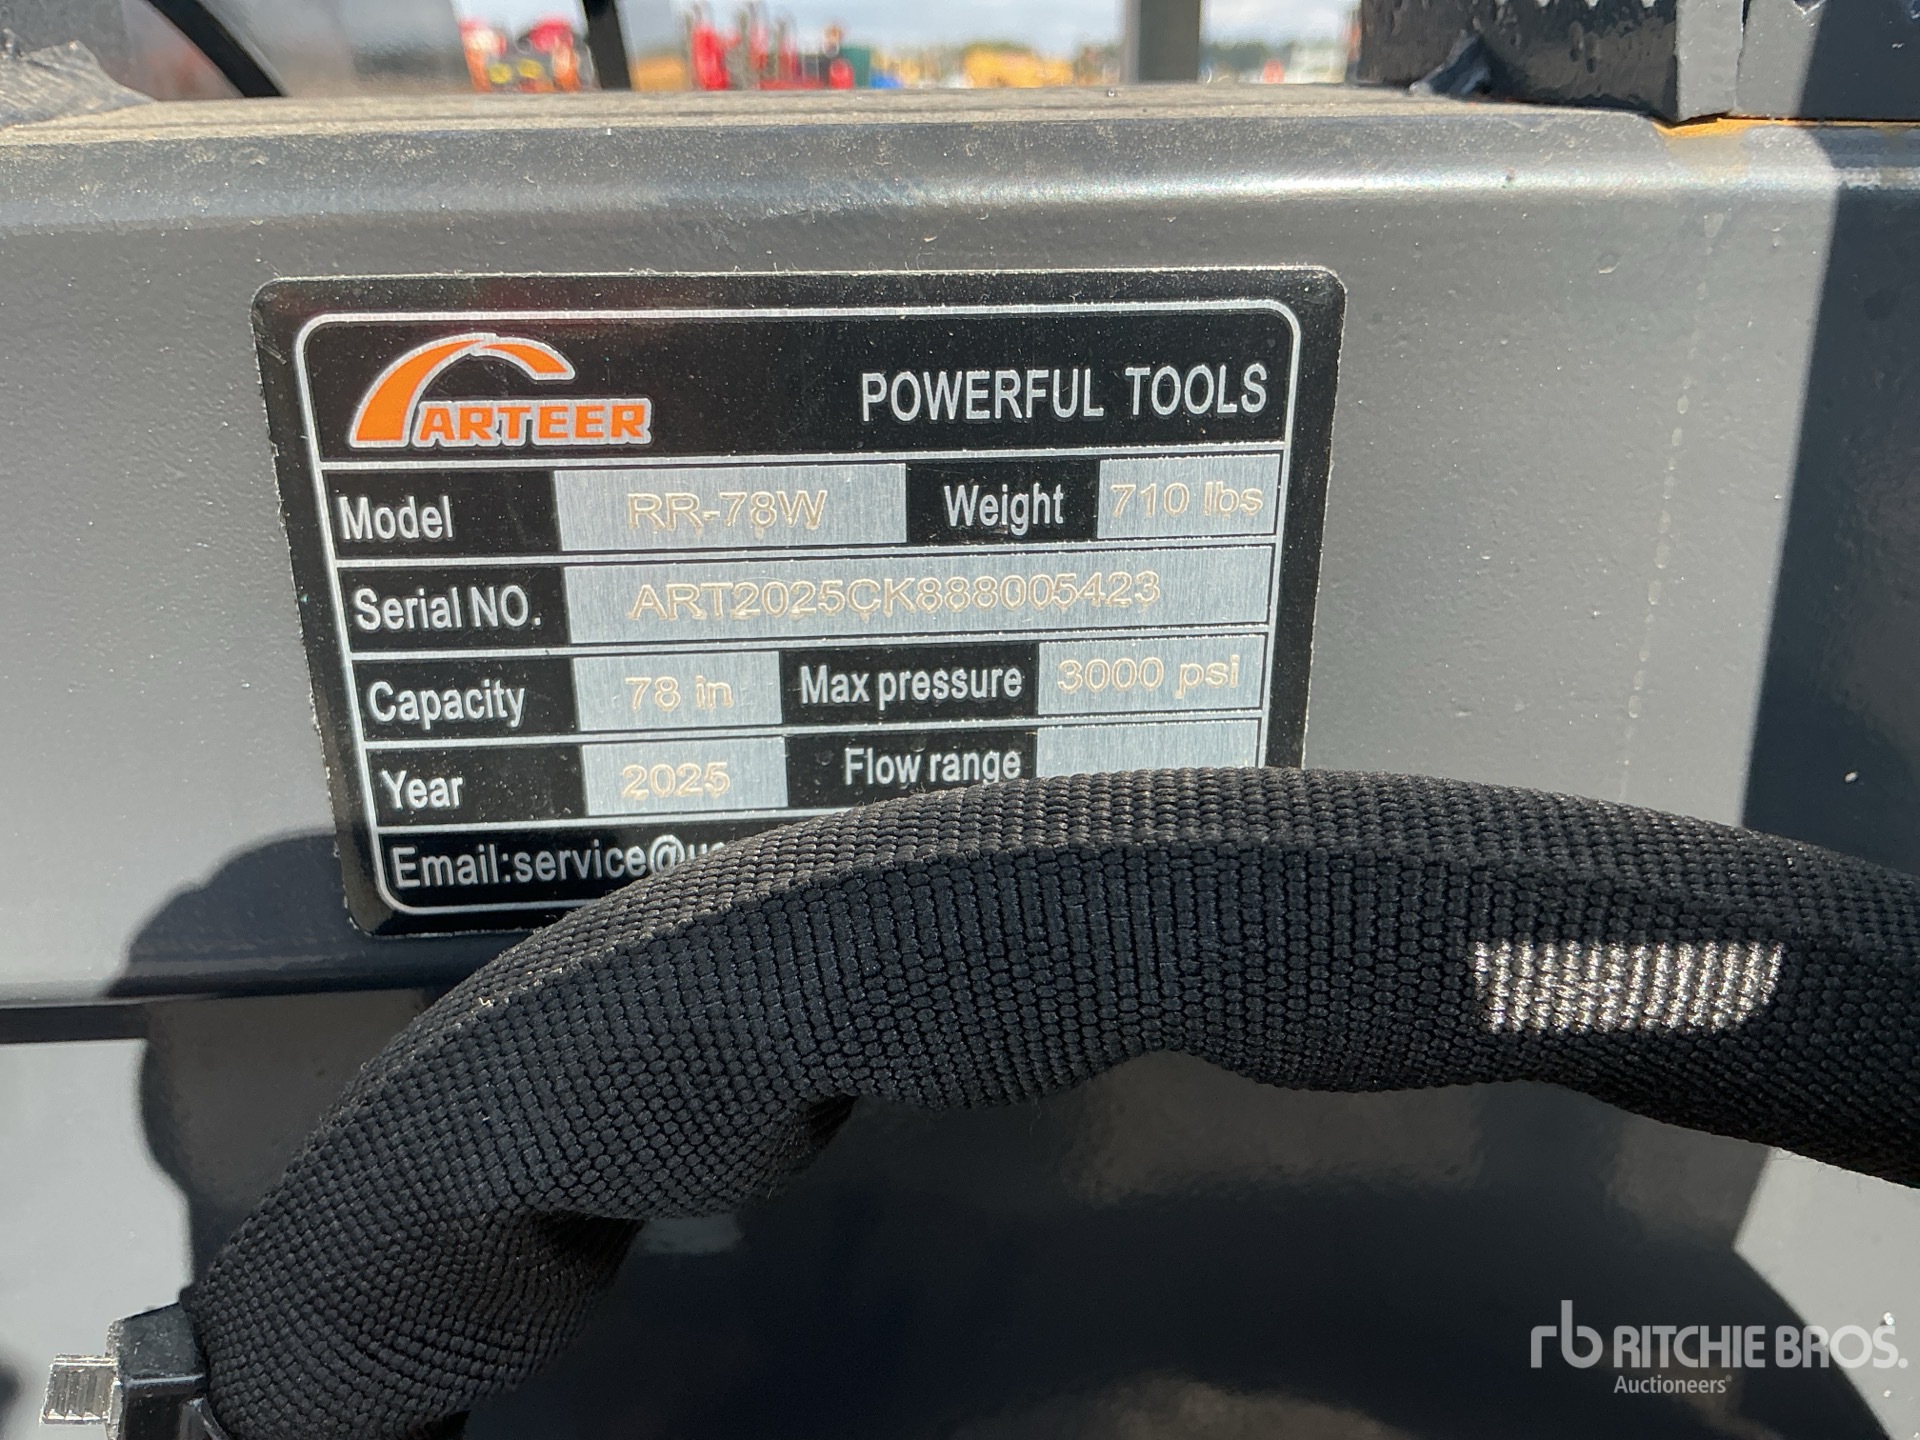 ARTEER POWERFUL TOOLS
Model RR-78W Weight 710 lbs
Serial NO. ART2025CK888005423
Capacity 78 in Max pressure 3000 psi
Year 2025 Flow range
Email:service@
rb RITCHIE BROS.
Auctioneers